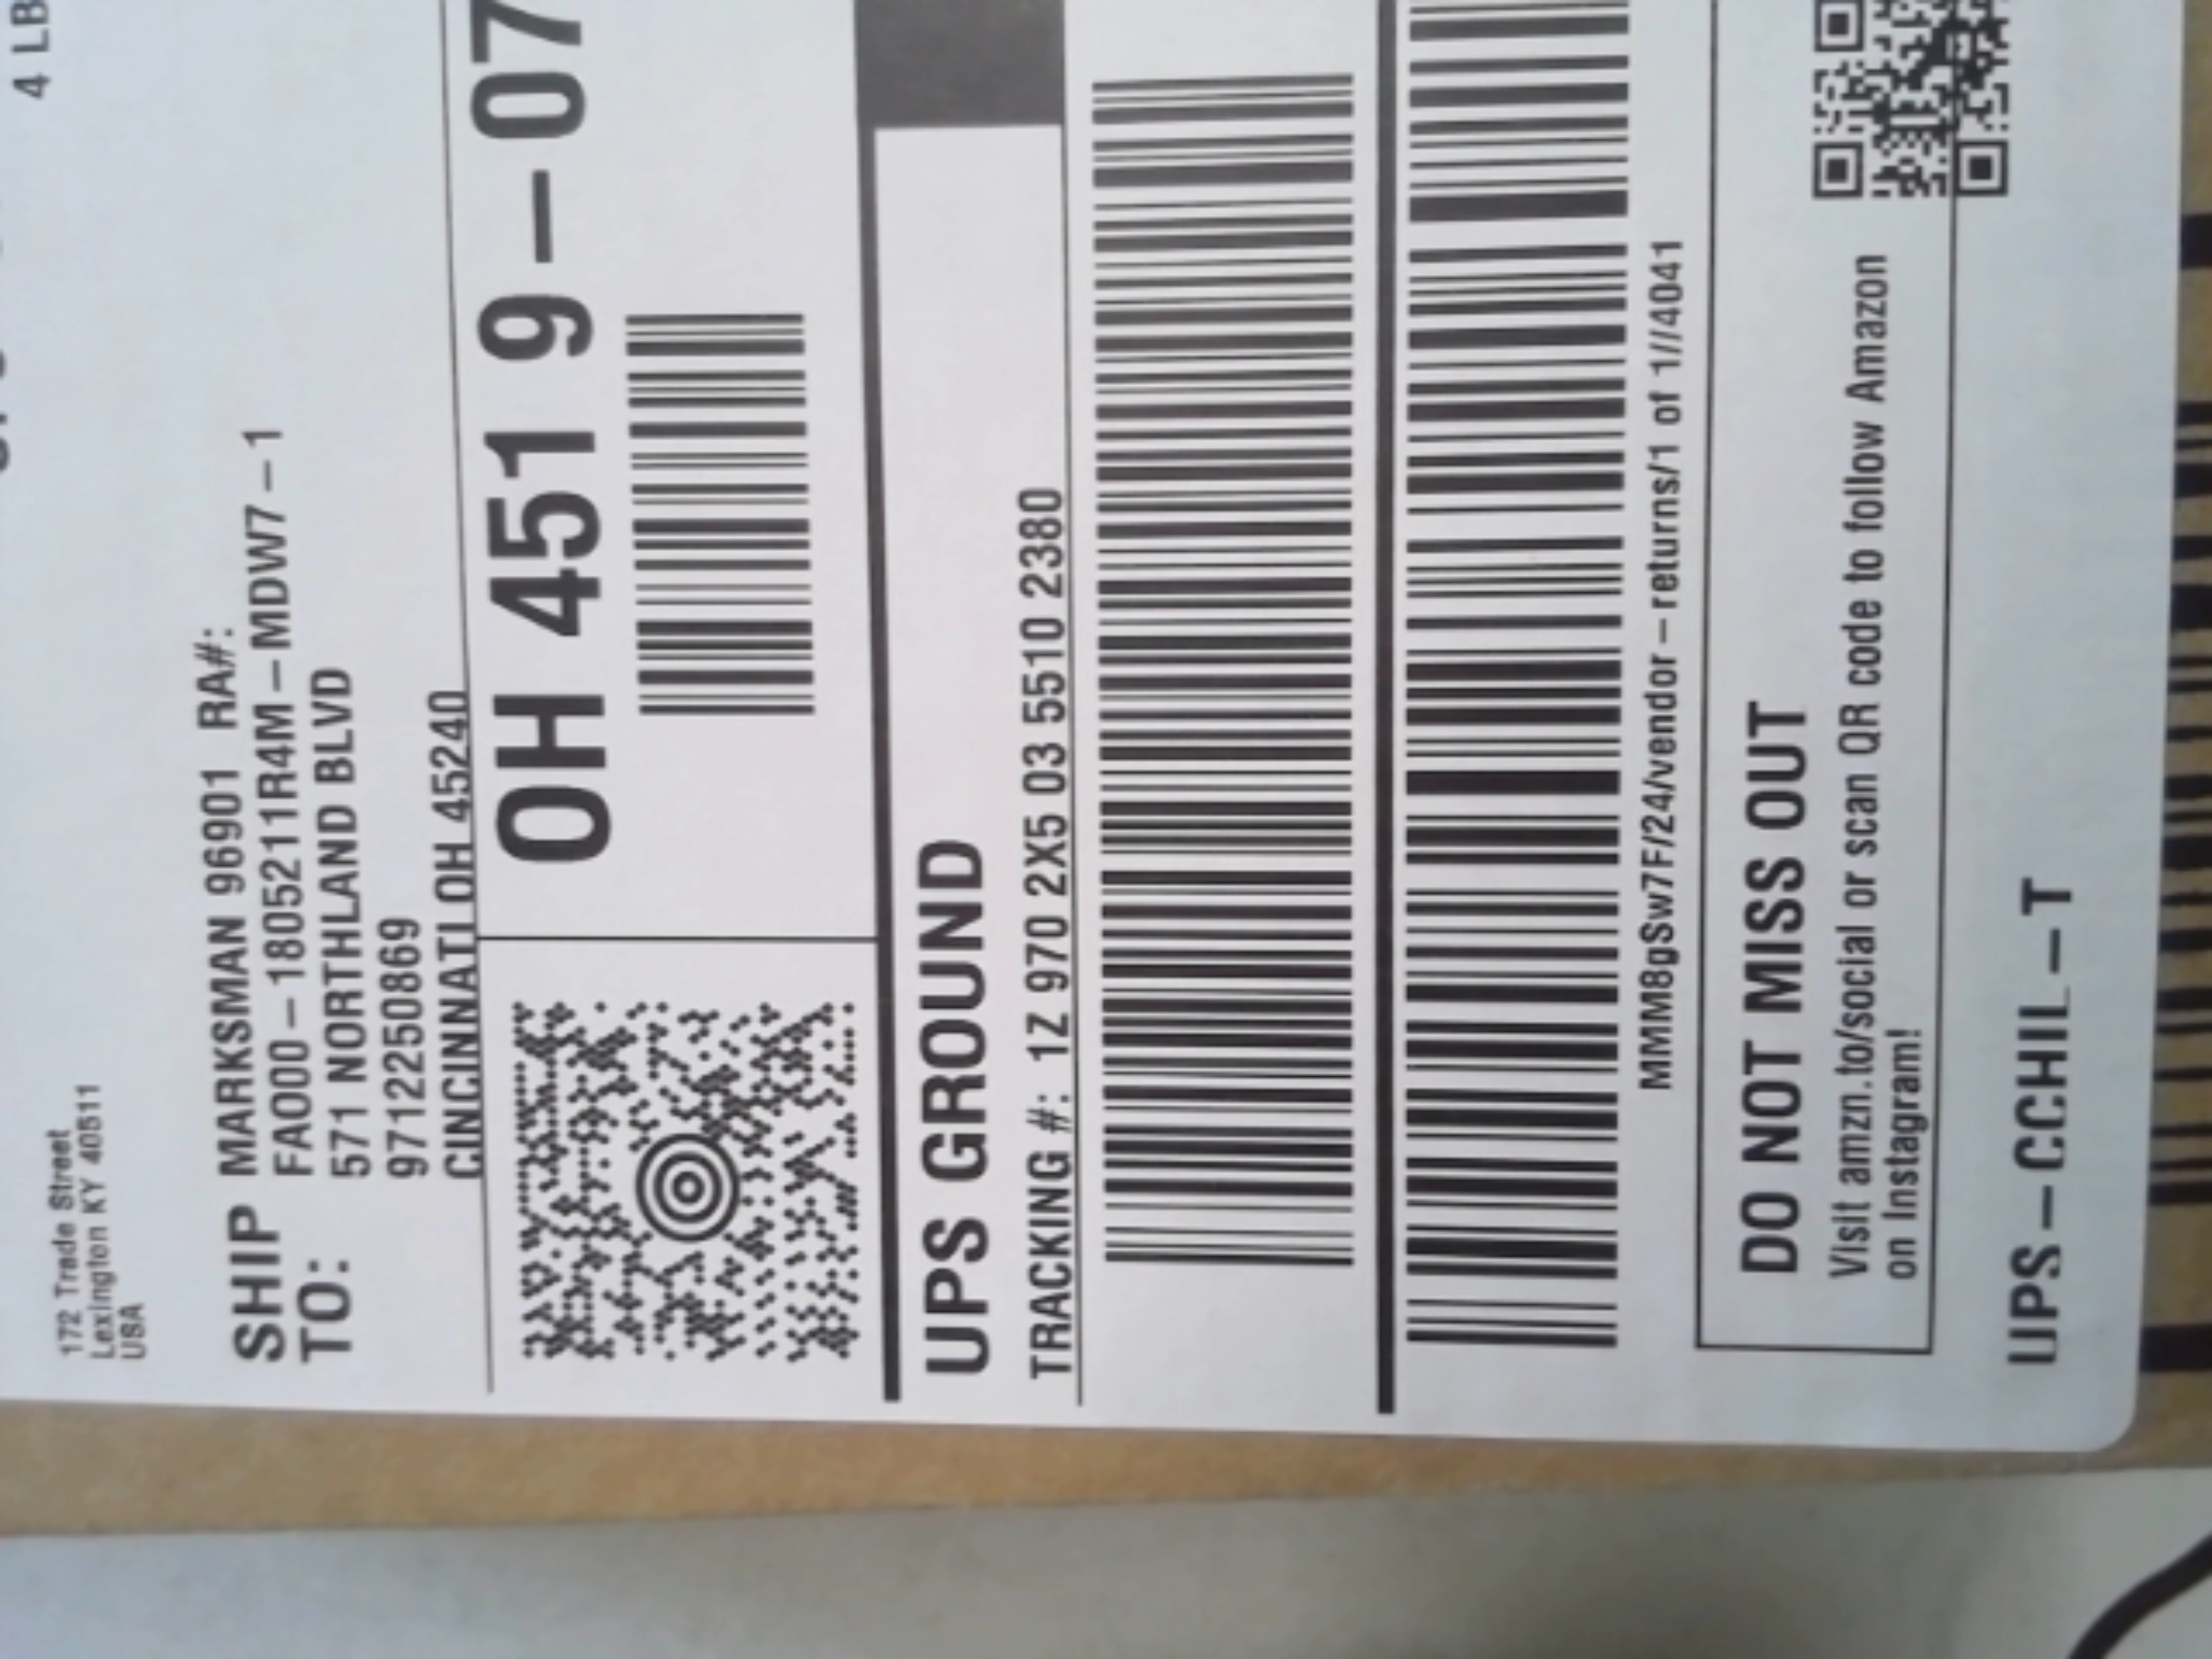 4 LB
172 Trade Street
Lexington KY 40511
USA
SHIP TO:
MARKSMAN 96901 RA#:
FAO000-1805211R4M-MDW7-1
571 NORTHLAND BLVD
9712250869
CINCINNATI OH 45240
OH 451 9-07
UPS GROUND
TRACKING #: 1Z 970 2X5 03 5510 2380
MMM8gSw7F/24/vendor-returns/1 of 1//4041
DO NOT MISS OUT
Visit amzn.to/social or scan QR code to follow Amazon
on Instagram!
UPS-CCHIL-T